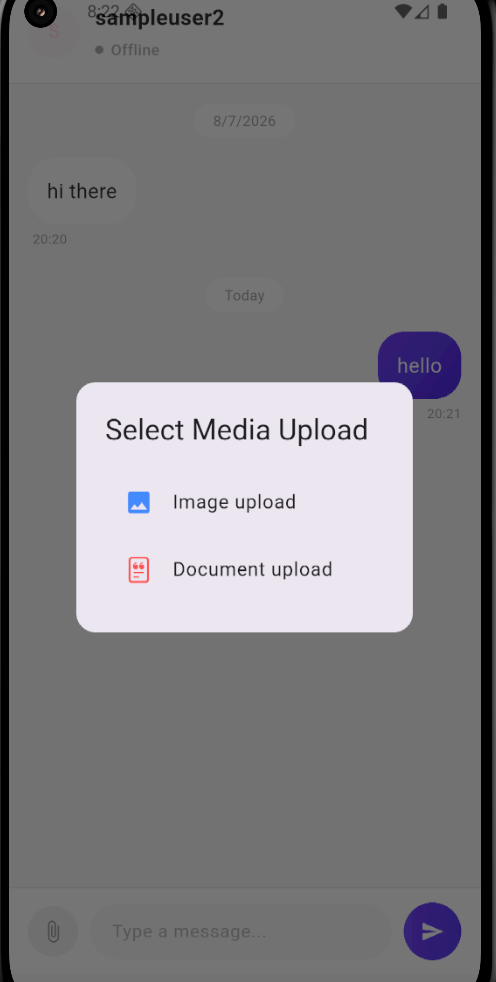 8:22
S
sampleuser2
Offline
8/7/2026
hi there
20:20
Today
hello
20:21
Select Media Upload
Image upload
Document upload
Type a message...